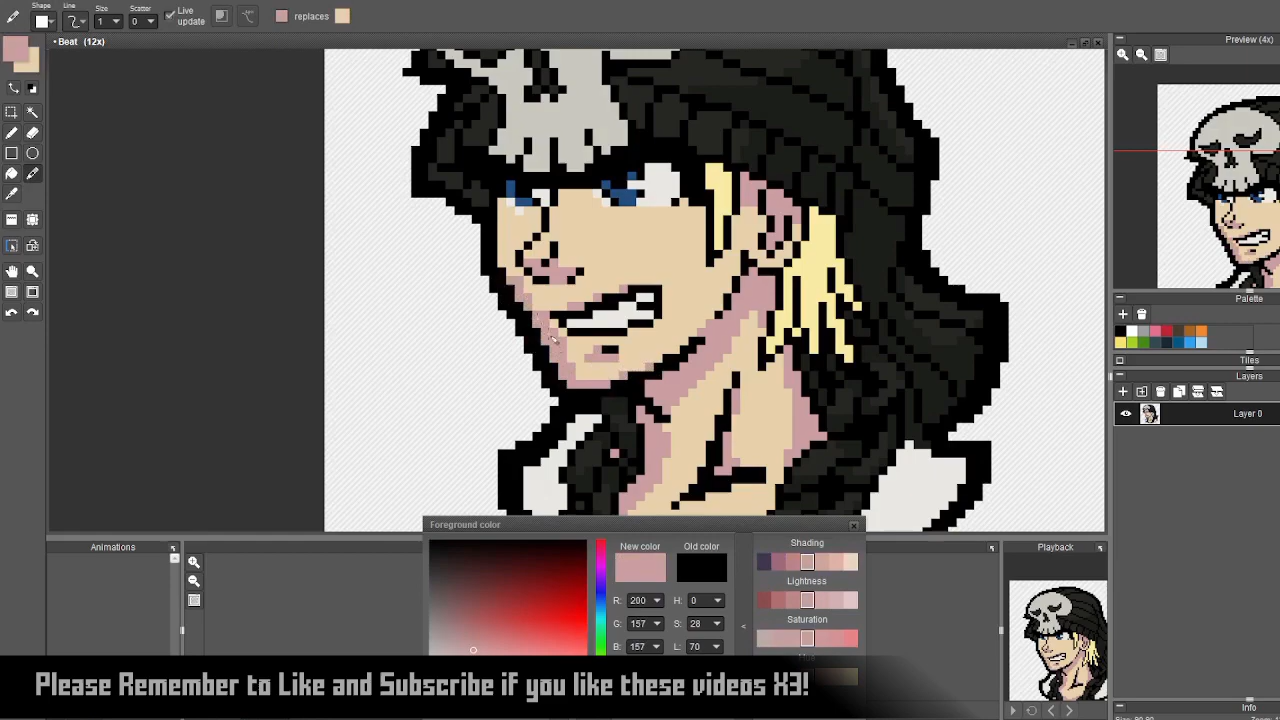 Shape
Line
Size
Scatter
1
0
Live update
replaces
• Beat (12x)
Preview (4x)
Palette
Tiles
Layers
Layer 0
Foreground color
New color
Old color
R: 200
H: 0
G: 157
S: 28
B: 157
L: 70
<
Shading
Lightness
Saturation
Animations
Playback
Info
Please Remember to Like and Subscribe if you like these videos X3!